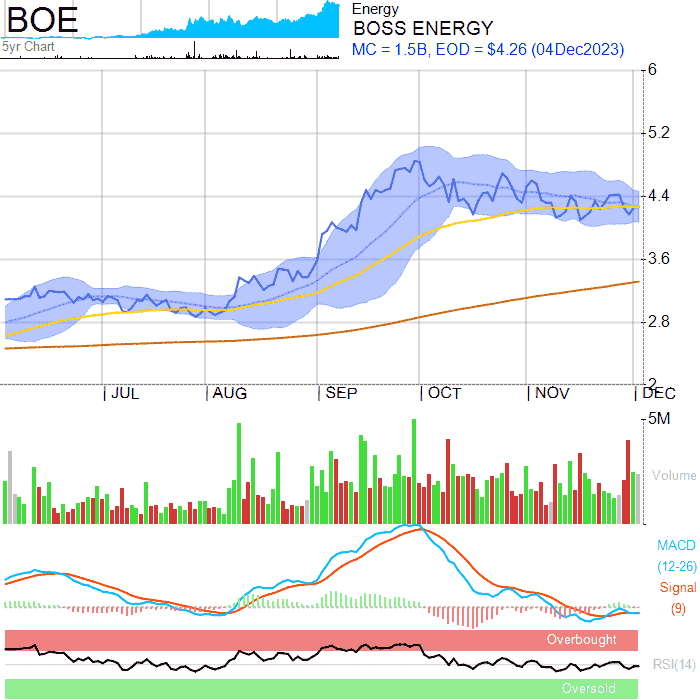 BOE
5yr Chart
Energy
BOSS ENERGY
MC = 1.5B, EOD = $4.26 (04Dec2023)
6
5.2
4.4
3.6
2.8
2
JUL AUG SEP OCT NOV DEC
5M
Volume
MACD
(12-26)
Signal
(9)
Overbought
RSI(14)
Oversold